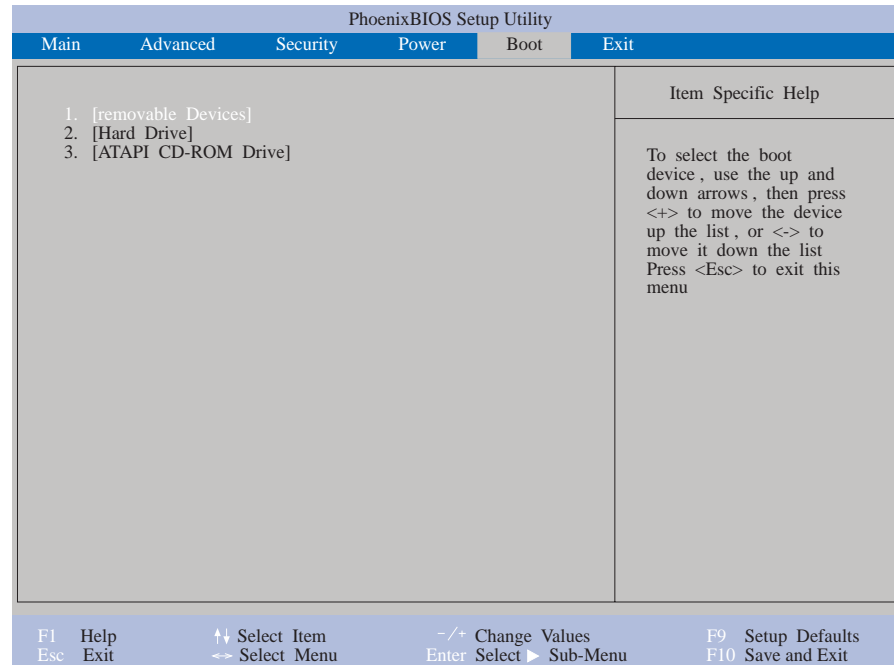 PhoenixBIOS Setup Utility
Main Advanced Security Power Boot Exit
1. [removable Devices]
2. [Hard Drive]
3. [ATAPI CD-ROM Drive]
Item Specific Help
To select the boot
device , use the up and
down arrows , then press
<+> to move the device
up the list , or <-> to
move it down the list
Press <Esc> to exit this
menu
F1 Help ↑↓ Select Item -/+ Change Values F9 Setup Defaults
Esc Exit <-> Select Menu Enter Select ▶ Sub-Menu F10 Save and Exit